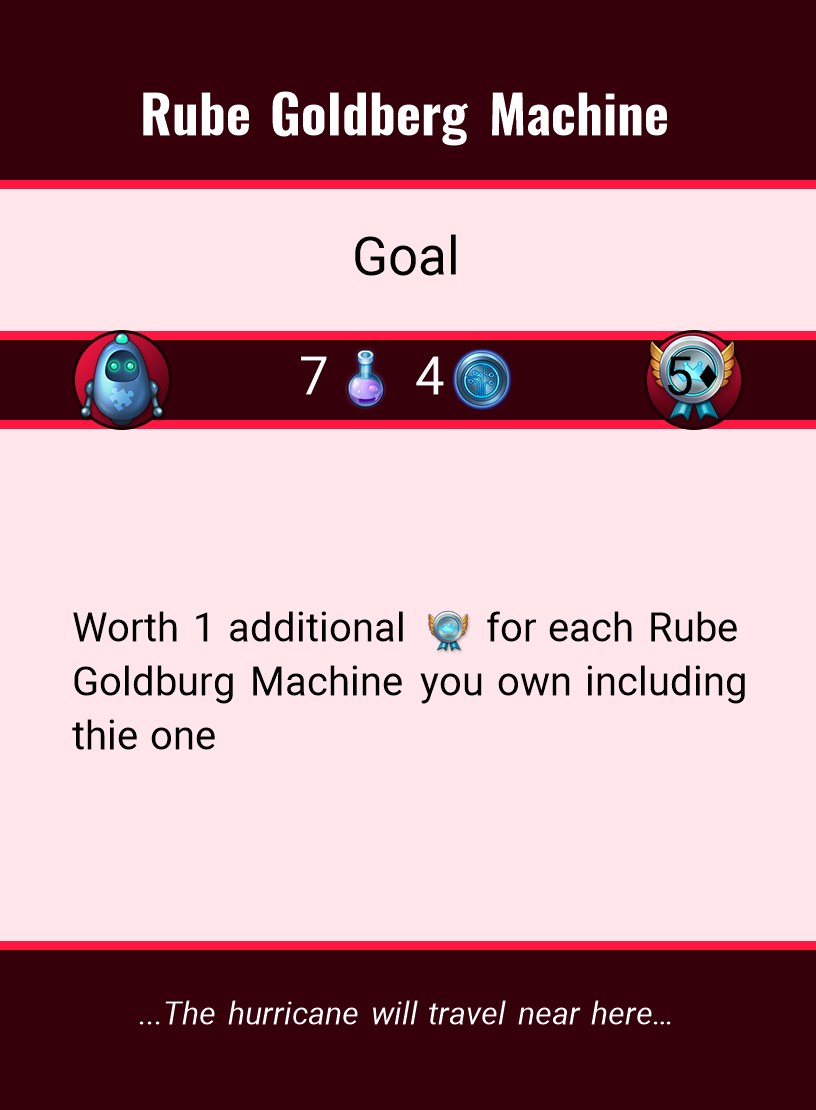 Rube Goldberg Machine
Goal
7 4 5♦
Worth 1 additional for each Rube
Goldburg Machine you own including
thie one
...The hurricane will travel near here...